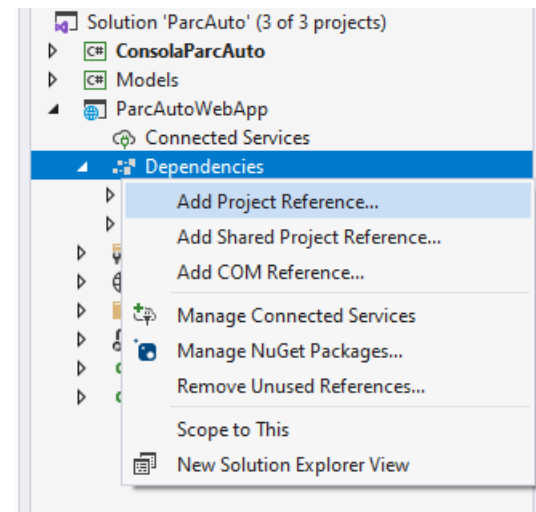 Solution 'ParcAuto' (3 of 3 projects)
C# ConsolaParcAuto
C# Models
ParcAutoWebApp
Connected Services
Dependencies
Add Project Reference...
Add Shared Project Reference...
Add COM Reference...
Manage Connected Services
Manage NuGet Packages...
Remove Unused References...
Scope to This
New Solution Explorer View